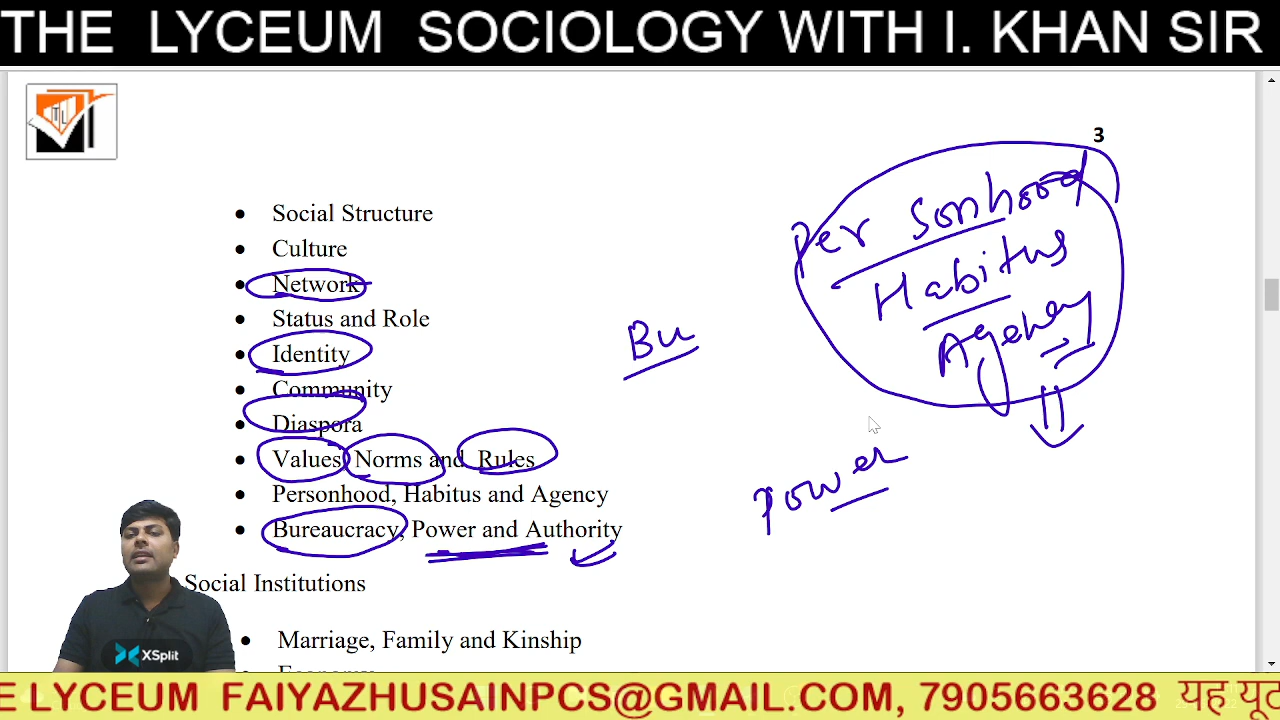 THE LYCEUM SOCIOLOGY WITH I. KHAN SIR
3
• Social Structure
• Culture
• Network
• Status and Role
• Identity
• Community
• Diaspora
• Values, Norms and Rules
• Personhood, Habitus and Agency
• Bureaucracy, Power and Authority
Social Institutions
• Marriage, Family and Kinship
• Economy
Per Sonhood
Habitus
Agency
Bu
Power
XSplit
E LYCEUM FAIYAZHUSAINPCS@GMAIL.COM, 7905663628 यह यूट